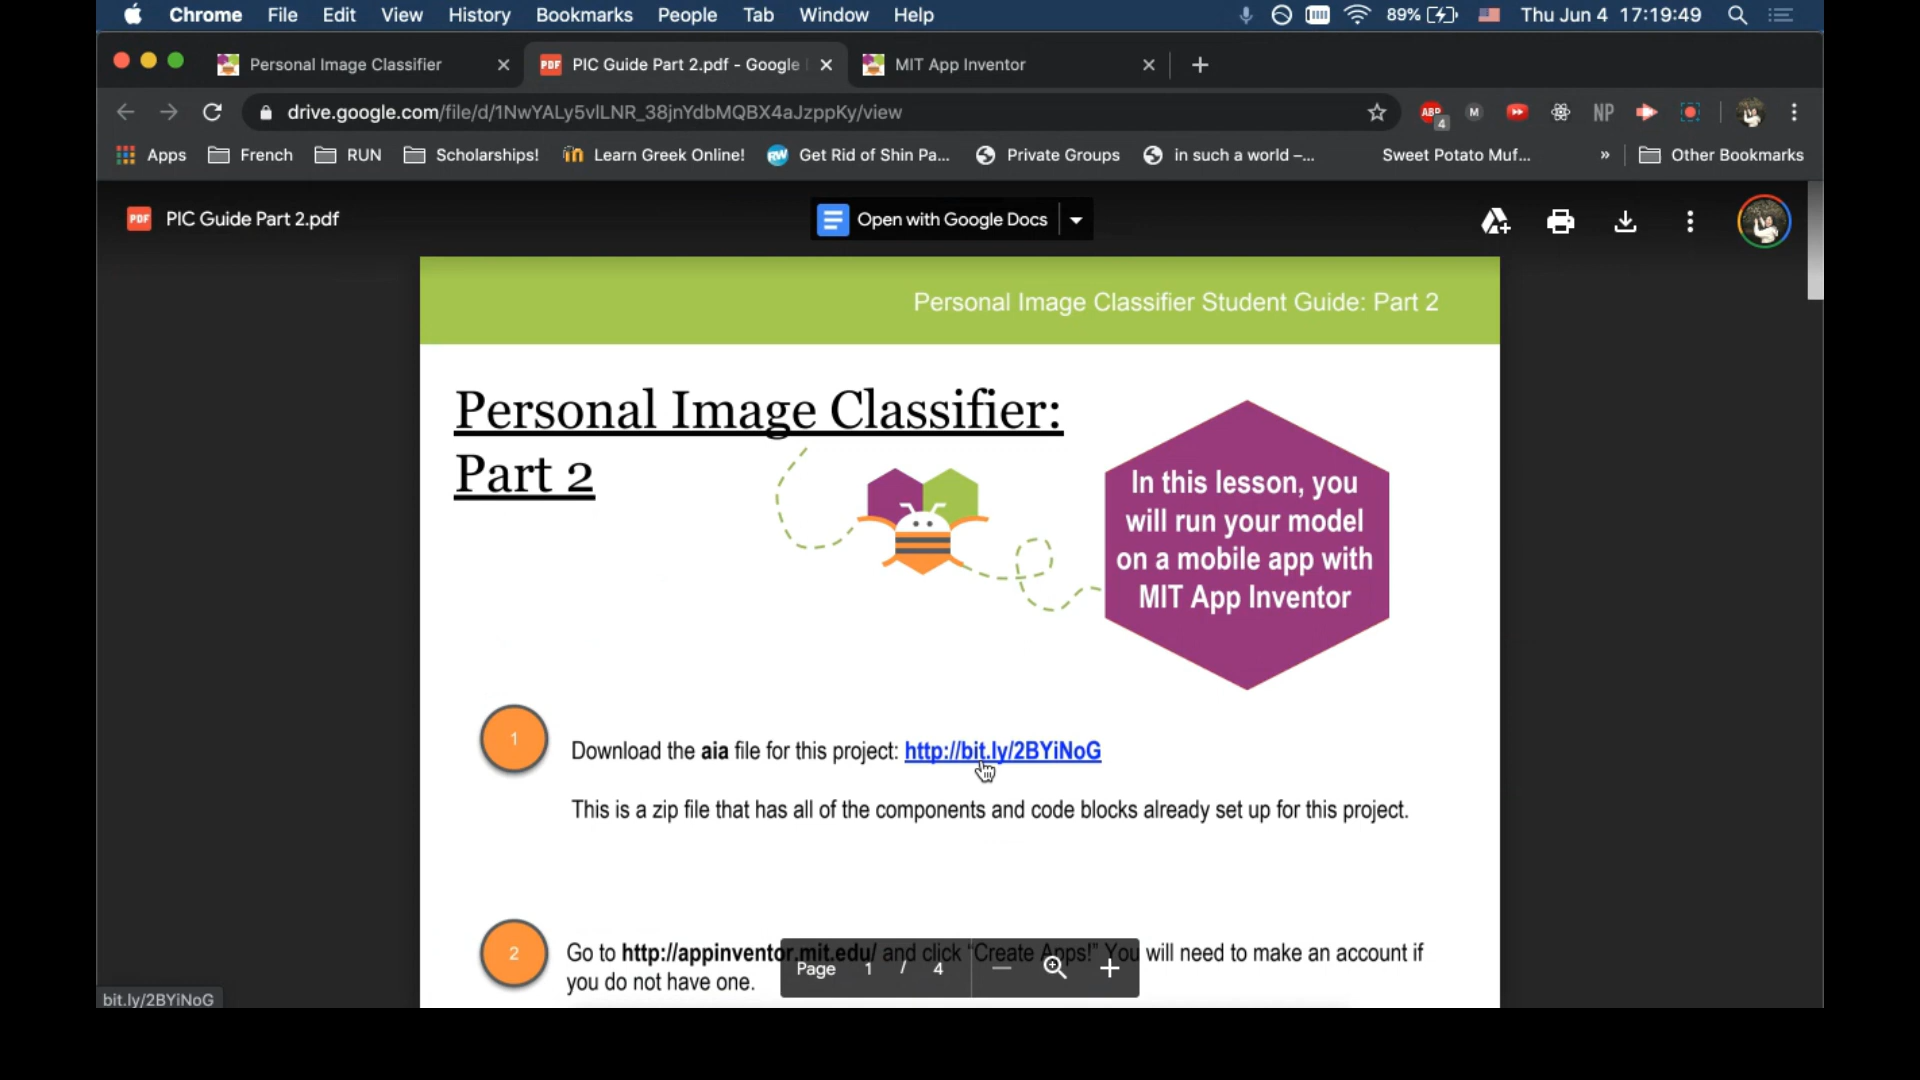 Chrome File Edit View History Bookmarks People Tab Window Help 89% Thu Jun 4 17:19:49
Personal Image Classifier
PDF PIC Guide Part 2.pdf - Google
MIT App Inventor
drive.google.com/file/d/1NwYALy5vlLNR_38jnYdbMQBX4aJzppKy/view ABP 4 M NP
Apps French RUN Scholarships! Learn Greek Online! RW Get Rid of Shin Pa... Private Groups in such a world –... Sweet Potato Muf... » Other Bookmarks
PDF PIC Guide Part 2.pdf
Open with Google Docs
Personal Image Classifier Student Guide: Part 2
Personal Image Classifier:
Part 2
In this lesson, you
will run your model
on a mobile app with
MIT App Inventor
1
Download the aia file for this project: http://bit.ly/2BYiNoG
This is a zip file that has all of the components and code blocks already set up for this project.
2
Go to http://appinventor.mit.edu/ and click “Create Apps!” You will need to make an account if
you do not have one.
Page 1 / 4
bit.ly/2BYiNoG